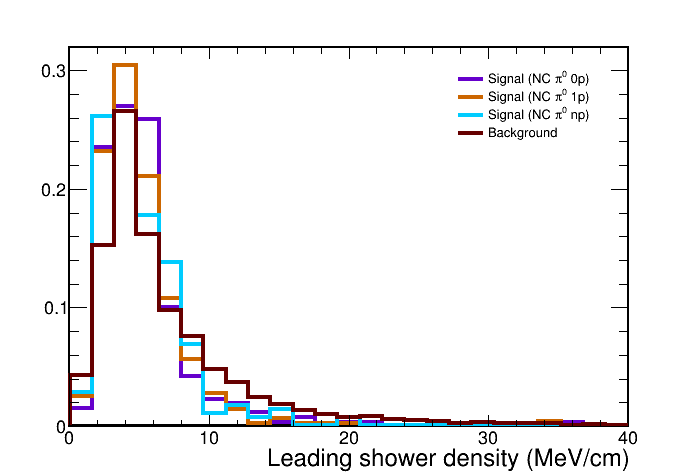 0.3
0.2
0.1
0
Signal (NC π⁰ 0p)
Signal (NC π⁰ 1p)
Signal (NC π⁰ np)
Background
0 10 20 30 40
Leading shower density (MeV/cm)